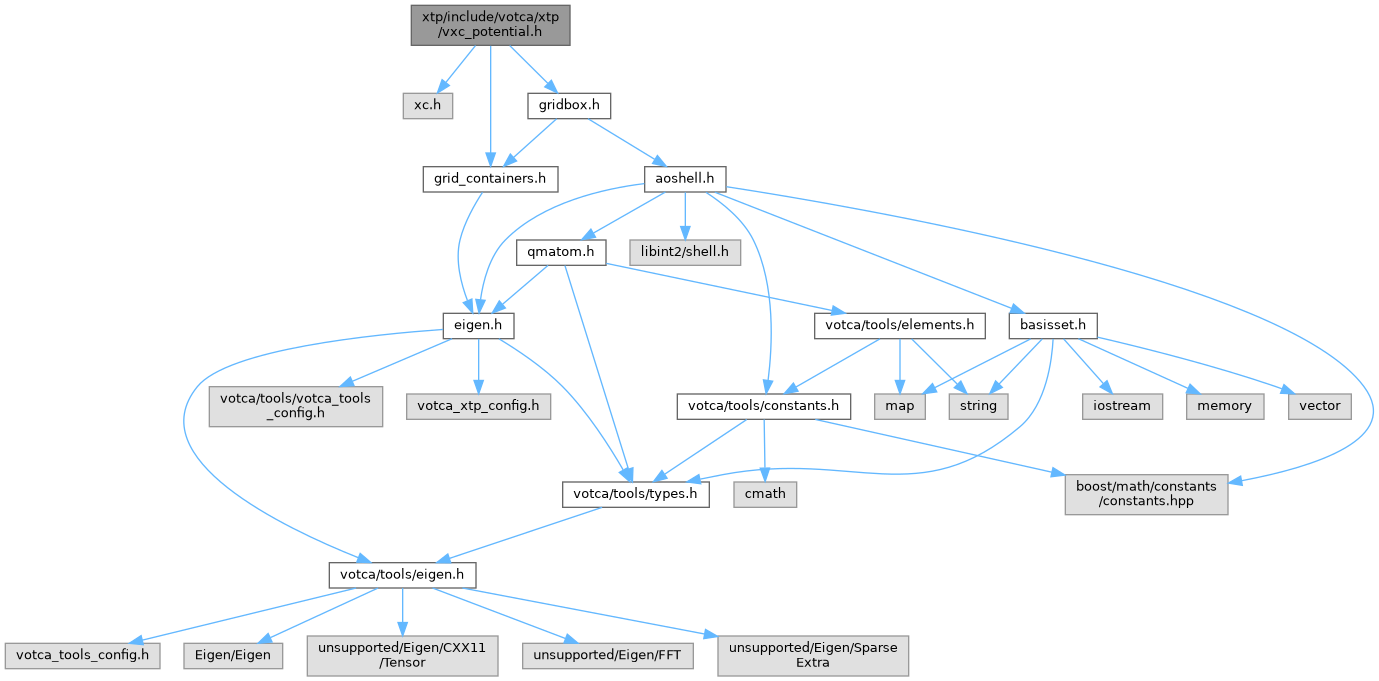 xtp/include/votca/xtp
/vxc_potential.h
xc.h
gridbox.h
grid_containers.h
aoshell.h
qmatom.h
libint2/shell.h
eigen.h
votca/tools/elements.h
basisset.h
votca/tools/votca_tools
_config.h
votca_xtp_config.h
votca/tools/constants.h
map
string
iostream
memory
vector
votca/tools/types.h
cmath
boost/math/constants
/constants.hpp
votca/tools/eigen.h
votca_tools_config.h
Eigen/Eigen
unsupported/Eigen/CXX11
/Tensor
unsupported/Eigen/FFT
unsupported/Eigen/Sparse
Extra